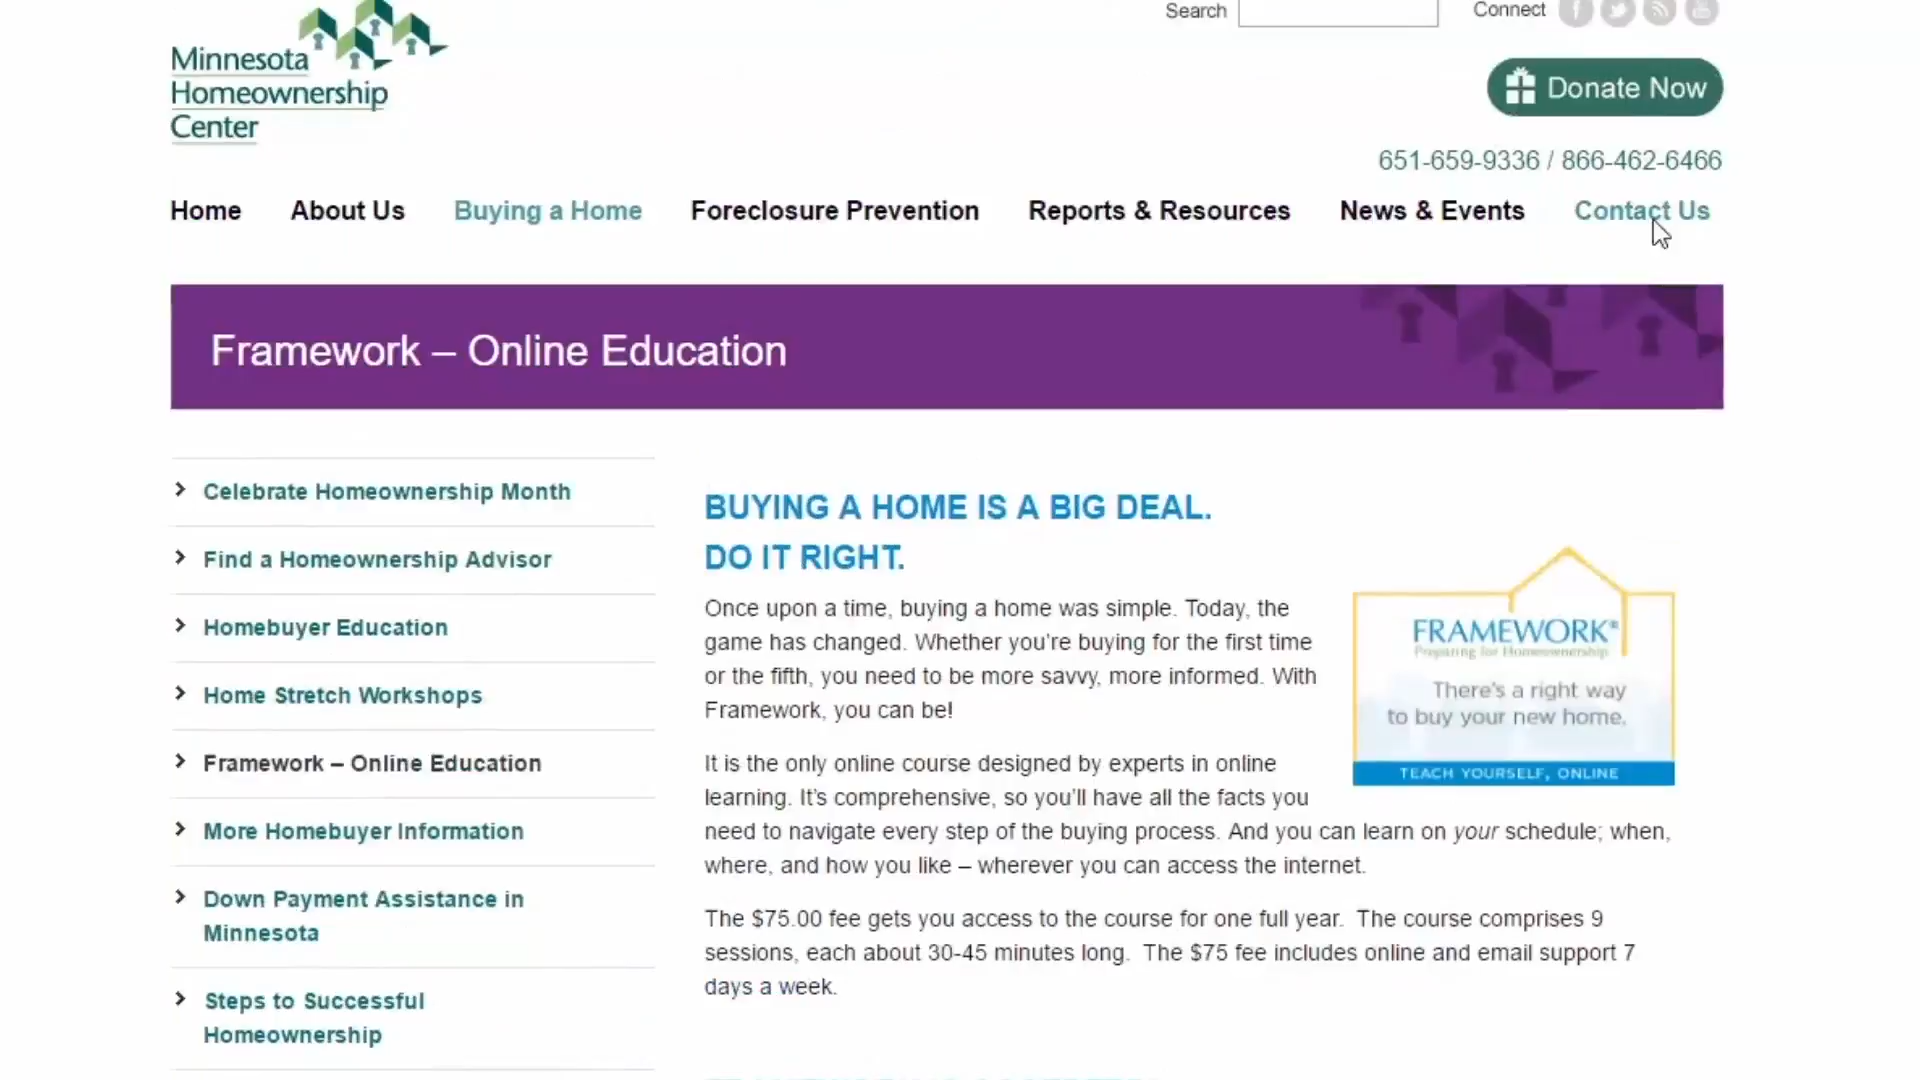 Search
Connect
Minnesota
Homeownership
Center
Donate Now
651-659-9336 / 866-462-6466
Home
About Us
Buying a Home
Foreclosure Prevention
Reports & Resources
News & Events
Contact Us
Framework – Online Education
Celebrate Homeownership Month
Find a Homeownership Advisor
Homebuyer Education
Home Stretch Workshops
Framework – Online Education
More Homebuyer Information
Down Payment Assistance in
Minnesota
Steps to Successful
Homeownership
BUYING A HOME IS A BIG DEAL.
DO IT RIGHT.
Once upon a time, buying a home was simple. Today, the
game has changed. Whether you're buying for the first time
or the fifth, you need to be more savvy, more informed. With
Framework, you can be!
It is the only online course designed by experts in online
learning. It's comprehensive, so you'll have all the facts you
need to navigate every step of the buying process. And you can learn on your schedule; when,
where, and how you like – wherever you can access the internet.
The $75.00 fee gets you access to the course for one full year. The course comprises 9
sessions, each about 30-45 minutes long. The $75 fee includes online and email support 7
days a week.
FRAMEWORK®
Preparing for Homeownership
There's a right way
to buy your new home.
TEACH YOURSELF, ONLINE